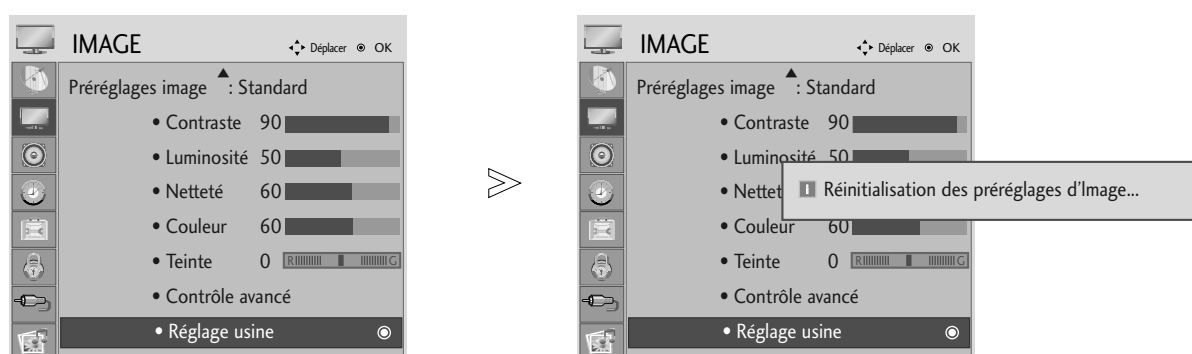 IMAGE
Déplacer OK
Préréglages image : Standard
• Contraste 90
• Luminosité 50
• Netteté 60
• Couleur 60
• Teinte 0 R G
• Contrôle avancé
• Réglage usine
IMAGE
Déplacer OK
Préréglages image : Standard
• Contraste 90
• Luminosité 50
• Nettet
i Réinitialisation des préréglages d'Image...
• Couleur 60
• Teinte 0 R G
• Contrôle avancé
• Réglage usine